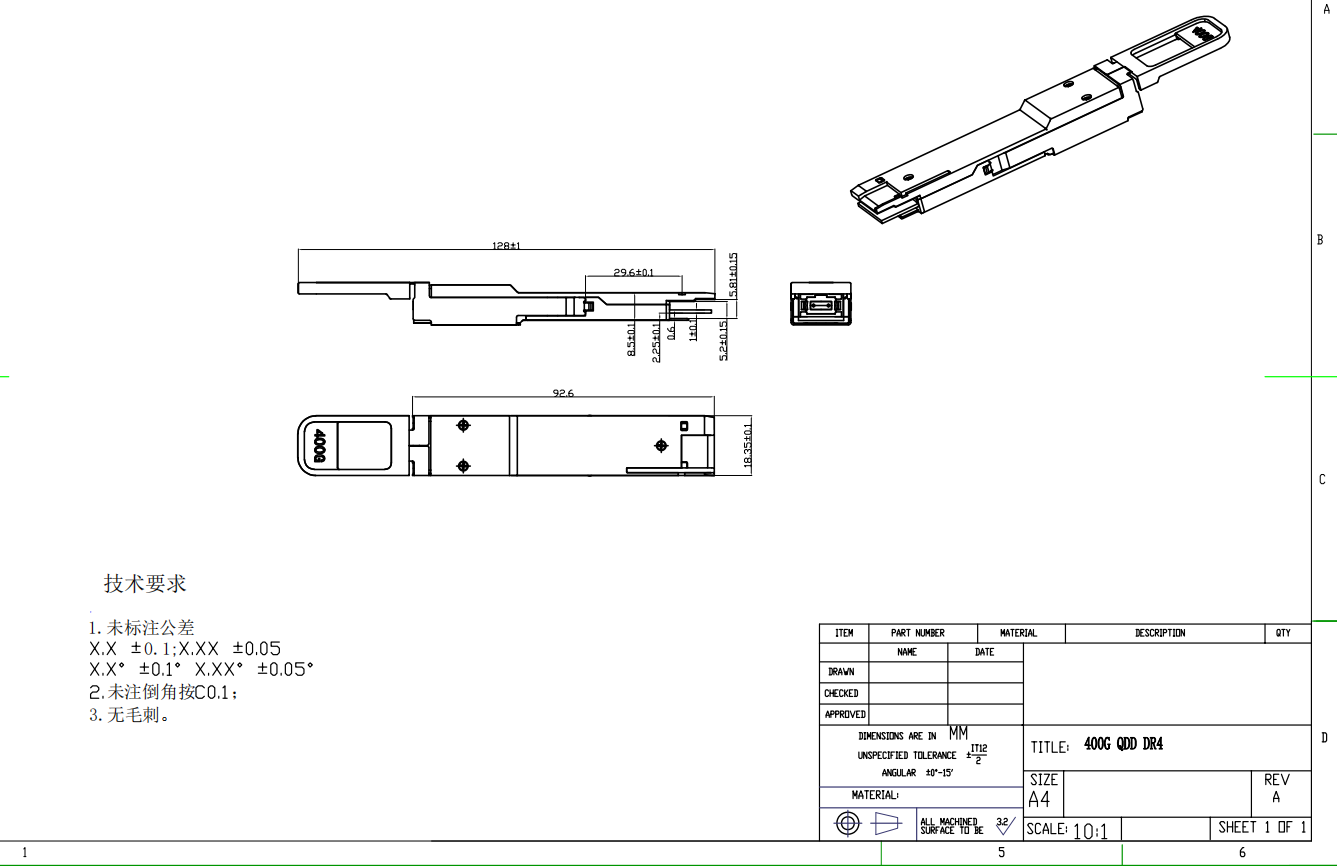 A
B
128±1
29.6±0.1
5.81±0.15
8.5±0.1
2.25±0.1
0.6
1±0.1
5.2±0.15
92.6
400G
18.35±0.1
C
技术要求
1.未标注公差
X.X ±0.1;X.XX ±0.05
X.X° ±0.1° X.XX° ±0.05°
2.未注倒角按C0.1;
3.无毛刺。
ITEM PART NUMBER MATERIAL DESCRIPTION QTY
NAME DATE
DRAWN
CHECKED
APPROVED
DIMENSIONS ARE IN MM
UNSPECIFIED TOLERANCE ±IT12/2
ANGULAR ±0°-15′
MATERIAL:
ALL MACHINED
SURFACE TO BE 3.2
TITLE: 400G QDD DR4
SIZE
A4
REV
A
SCALE: 10:1
SHEET 1 OF 1
D
1 5 6